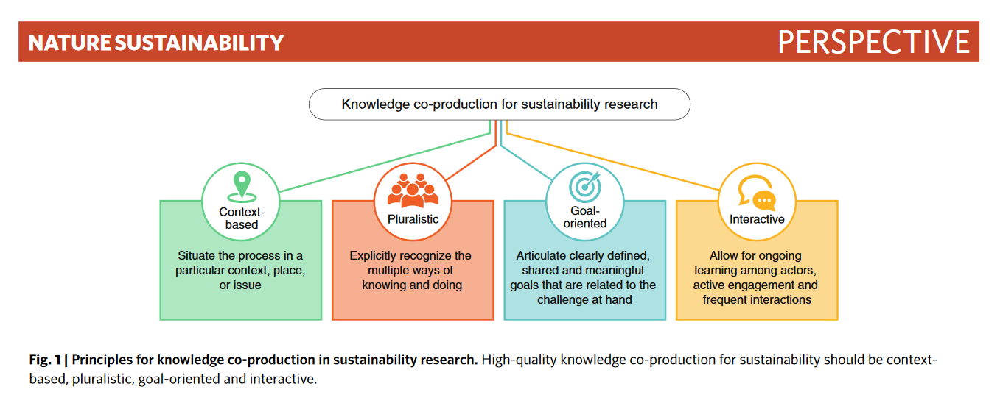 NATURE SUSTAINABILITY
PERSPECTIVE
Knowledge co-production for sustainability research
Context-
based
Situate the process in a
particular context, place,
or issue
Pluralistic
Explicitly recognize the
multiple ways of
knowing and doing
Goal-
oriented
Articulate clearly defined,
shared and meaningful
goals that are related to the
challenge at hand
Interactive
Allow for ongoing
learning among actors,
active engagement and
frequent interactions
Fig. 1 | Principles for knowledge co-production in sustainability research. High-quality knowledge co-production for sustainability should be context-
based, pluralistic, goal-oriented and interactive.